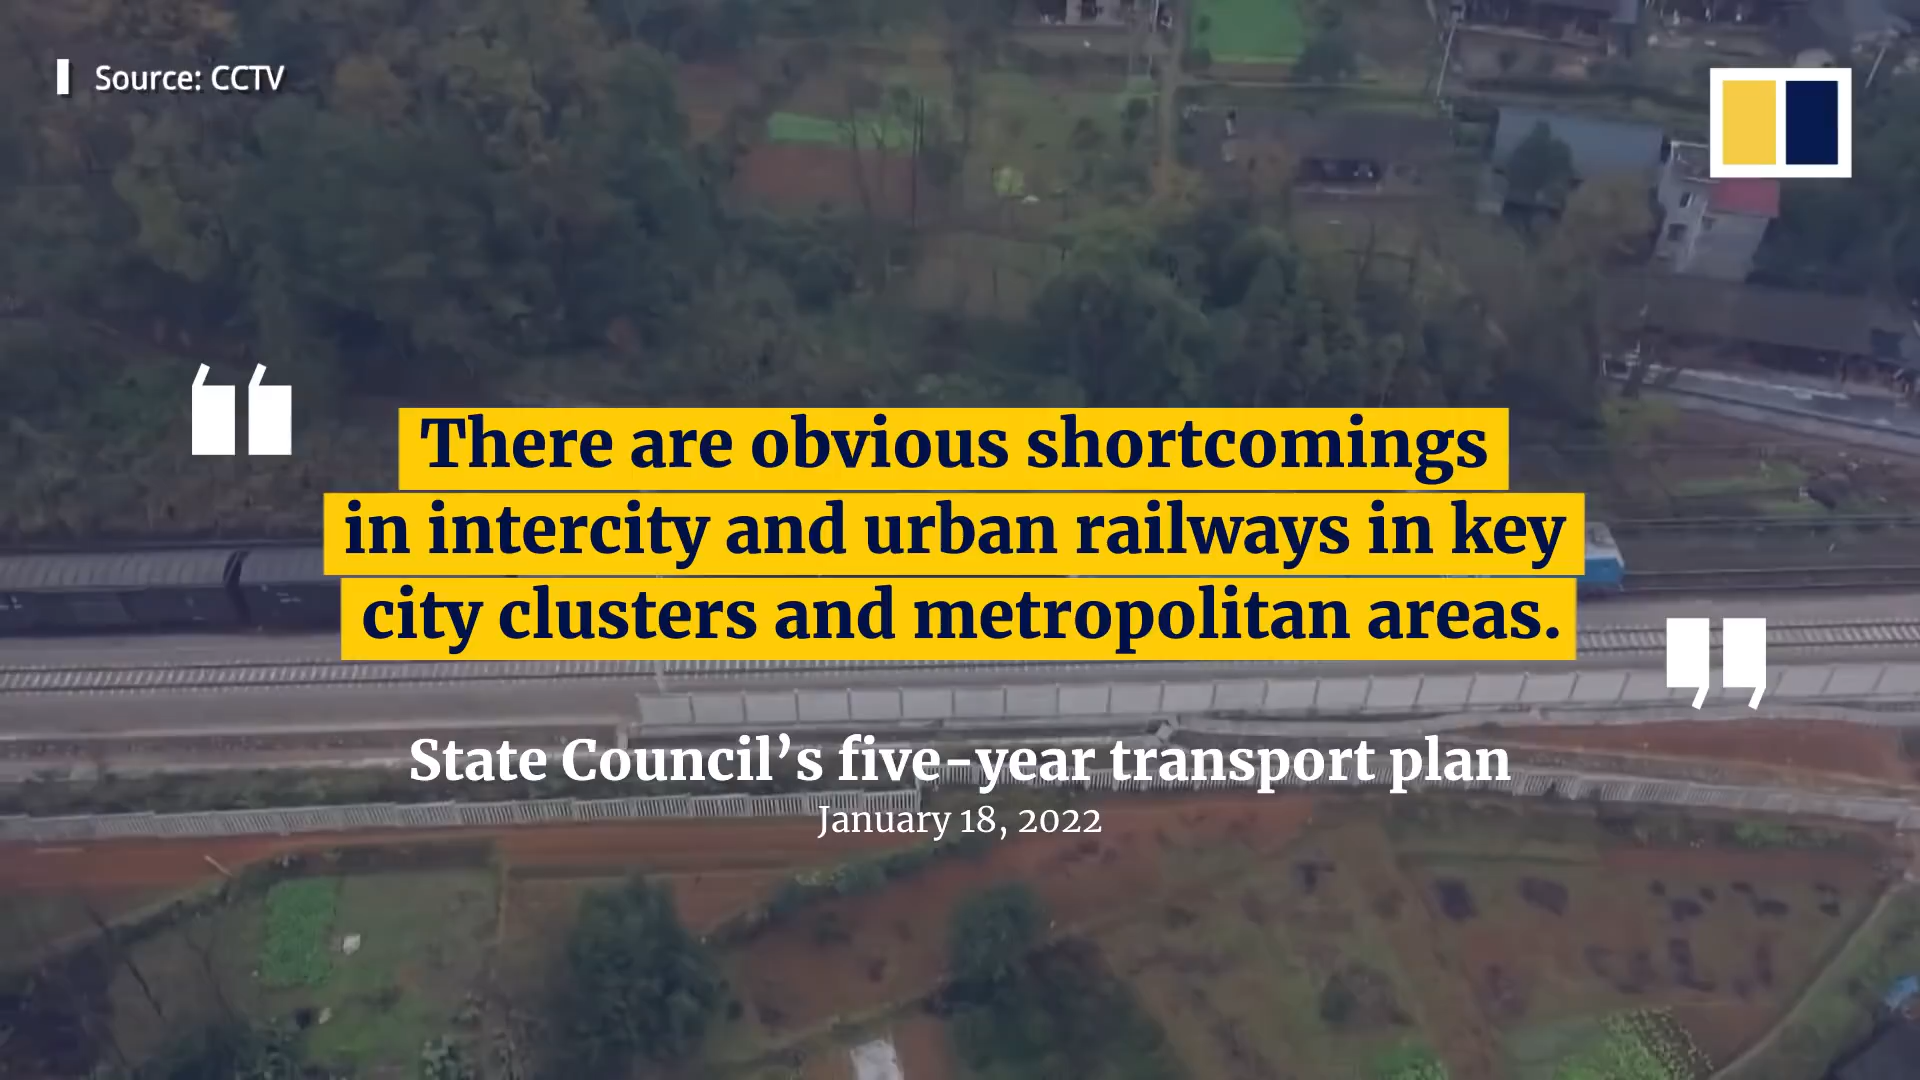 Source: CCTV
There are obvious shortcomings
in intercity and urban railways in key
city clusters and metropolitan areas.
State Council’s five-year transport plan
January 18, 2022